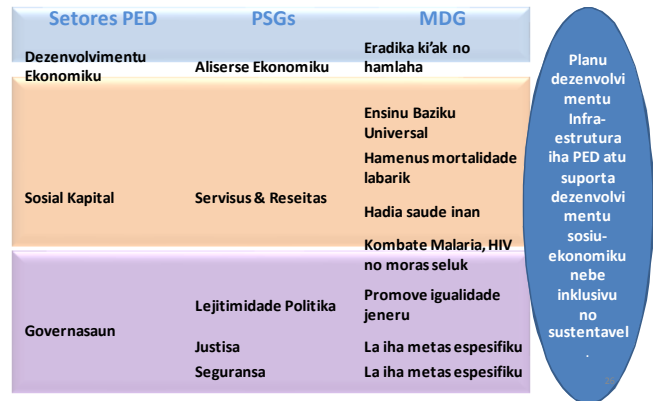 Setores PED PSGs MDG
Dezenvolvimentu
Ekonomiku
Aliserse Ekonomiku
Eradika ki'ak no
hamlaha
Sosial Kapital
Servisus & Reseitas
Ensinu Baziku
Universal
Hamenus mortalidade
labarik
Hadia saude inan
Kombate Malaria, HIV
no moras seluk
Governasaun
Lejitimidade Politika
Promove igualidade
jeneru
Justisa La iha metas espesifiku
Seguransa La iha metas espesifiku
Planu
dezenvolvi
mentu
Infra-
estrutura
iha PED atu
suporta
dezenvolvi
mentu
sosiu-
ekonomiku
nebe
inklusivu
no
sustentavel
.